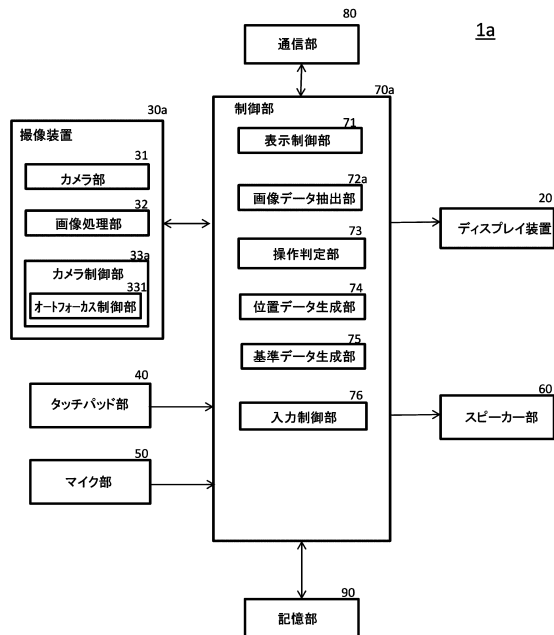 80
1a
通信部
70a
制御部
30a
撮像装置
31
カメラ部
32
画像処理部
33a
カメラ制御部
331
オートフォーカス制御部
71
表示制御部
72a
画像データ抽出部
73
操作判定部
74
位置データ生成部
75
基準データ生成部
76
入力制御部
20
ディスプレイ装置
40
タッチパッド部
60
スピーカー部
50
マイク部
90
記憶部